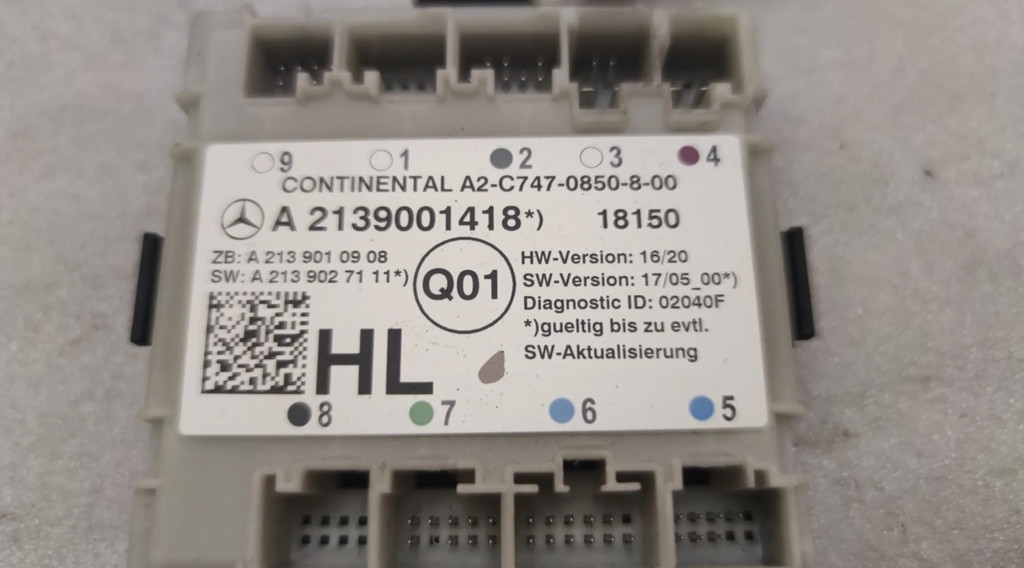 9 1 2 3 4
CONTINENTAL A2-C747-0850-8-00
A 2139001418*) 18150
ZB: A 213 901 09 08
SW: A 213 902 71 11*)
Q01
HW-Version: 16/20
SW-Version: 17/05_00*)
Diagnostic ID: 02040F
*)gueltig bis zu evtl.
SW-Aktualisierung
HL
8 7 6 5